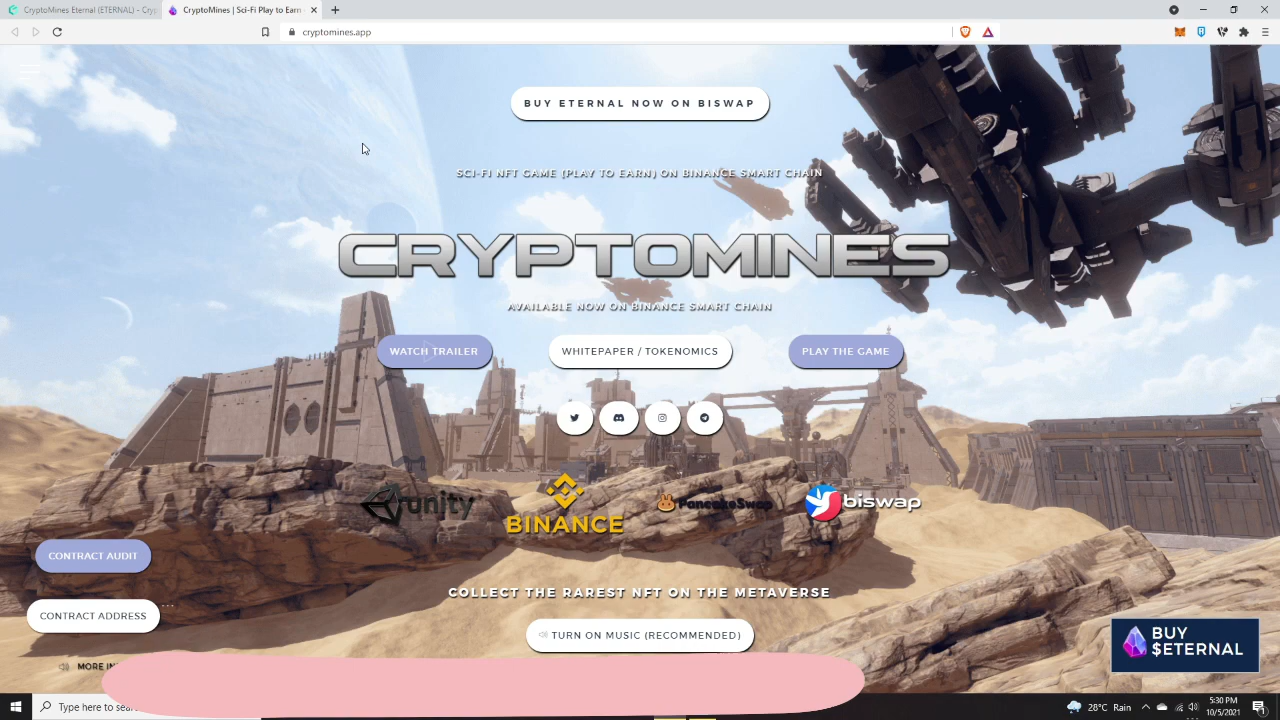 CryptoMines Eternal (ETERNAL) - Cryp
CryptoMines | Sci-Fi Play to Earn
cryptomines.app
BUY ETERNAL NOW ON BISWAP
SCI-FI NFT GAME (PLAY TO EARN) ON BINANCE SMART CHAIN
CRYPTOMINES
AVAILABLE NOW ON BINANCE SMART CHAIN
WATCH TRAILER
WHITEPAPER / TOKENOMICS
PLAY THE GAME
unity
BINANCE
PancakeSwap
biswap
CONTRACT AUDIT
COLLECT THE RAREST NFT ON THE METAVERSE
CONTRACT ADDRESS
...
TURN ON MUSIC (RECOMMENDED)
BUY
$ETERNAL
MORE
Type here to
28°C Rain
5:30 PM
10/5/2021
1